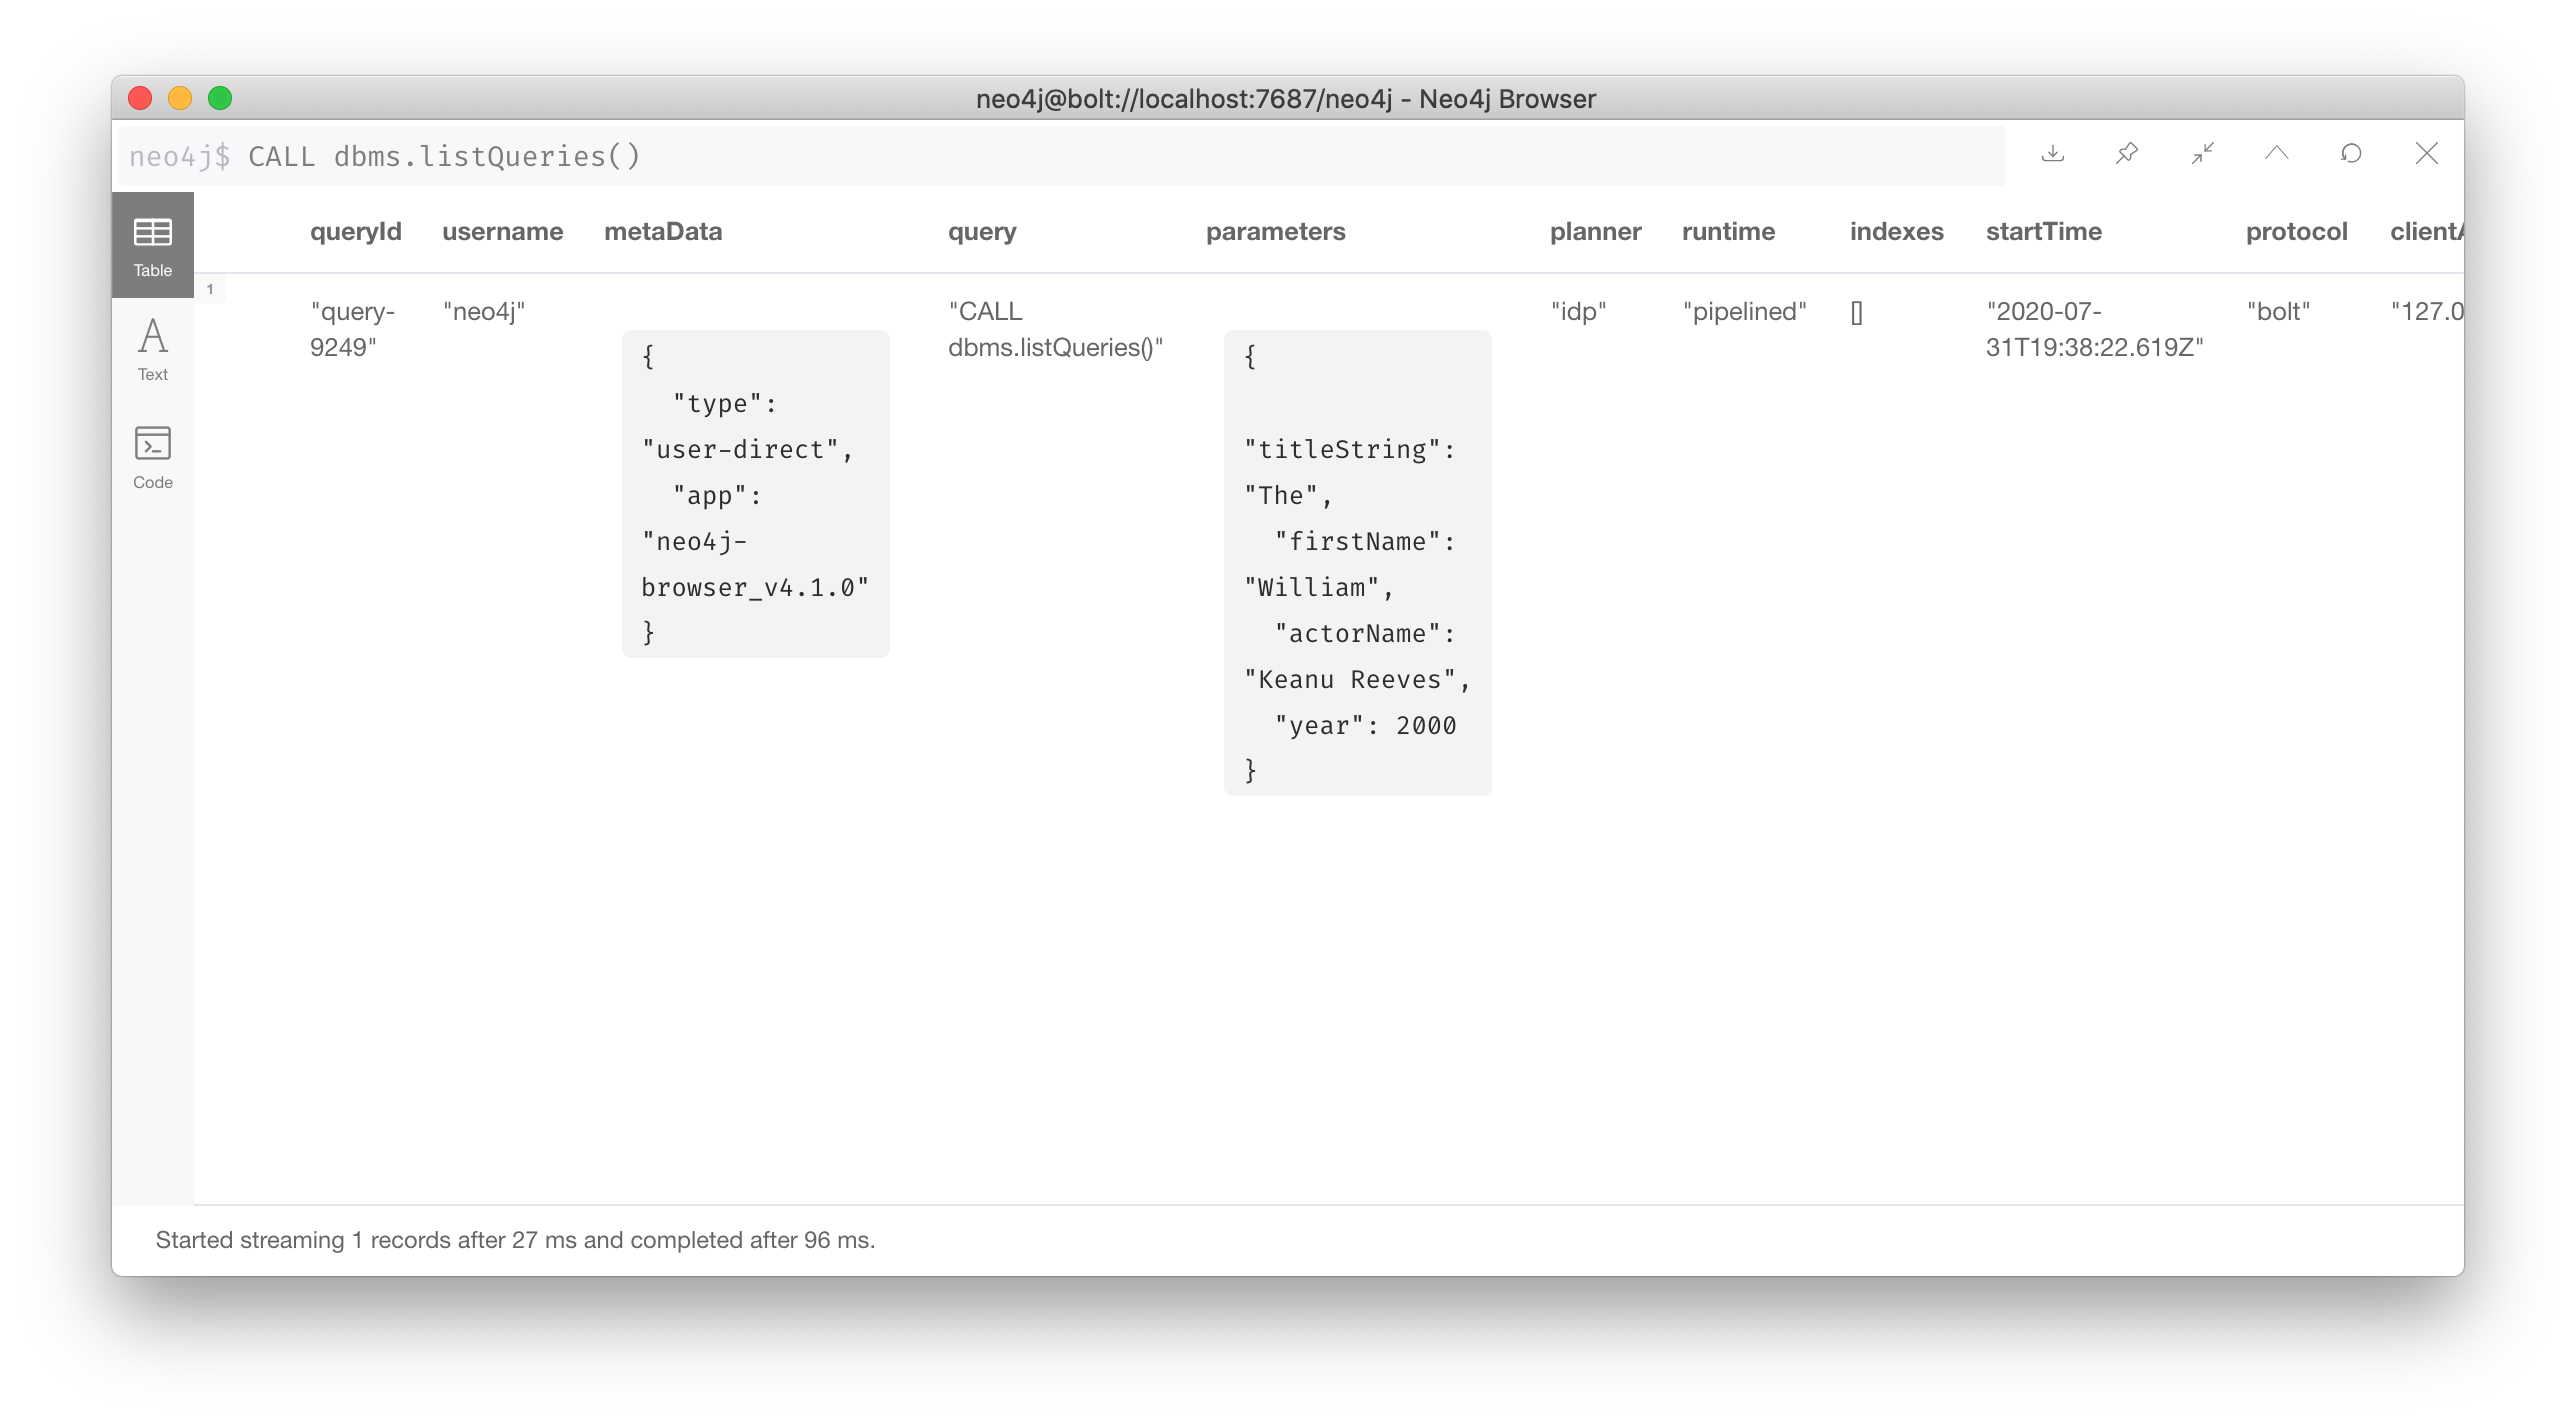 neo4j@bolt://localhost:7687/neo4j - Neo4j Browser
neo4j$ CALL dbms.listQueries()
Table
Text
Code
queryId username metaData query parameters planner runtime indexes startTime protocol clientA
1
"query-
9249"
"neo4j"
{
"type":
"user-direct",
"app":
"neo4j-
browser_v4.1.0"
}
"CALL
dbms.listQueries()"
{
"titleString":
"The",
"firstName":
"William",
"actorName":
"Keanu Reeves",
"year": 2000
}
"idp"
"pipelined"
[]
"2020-07-
31T19:38:22.619Z"
"bolt"
"127.0
Started streaming 1 records after 27 ms and completed after 96 ms.